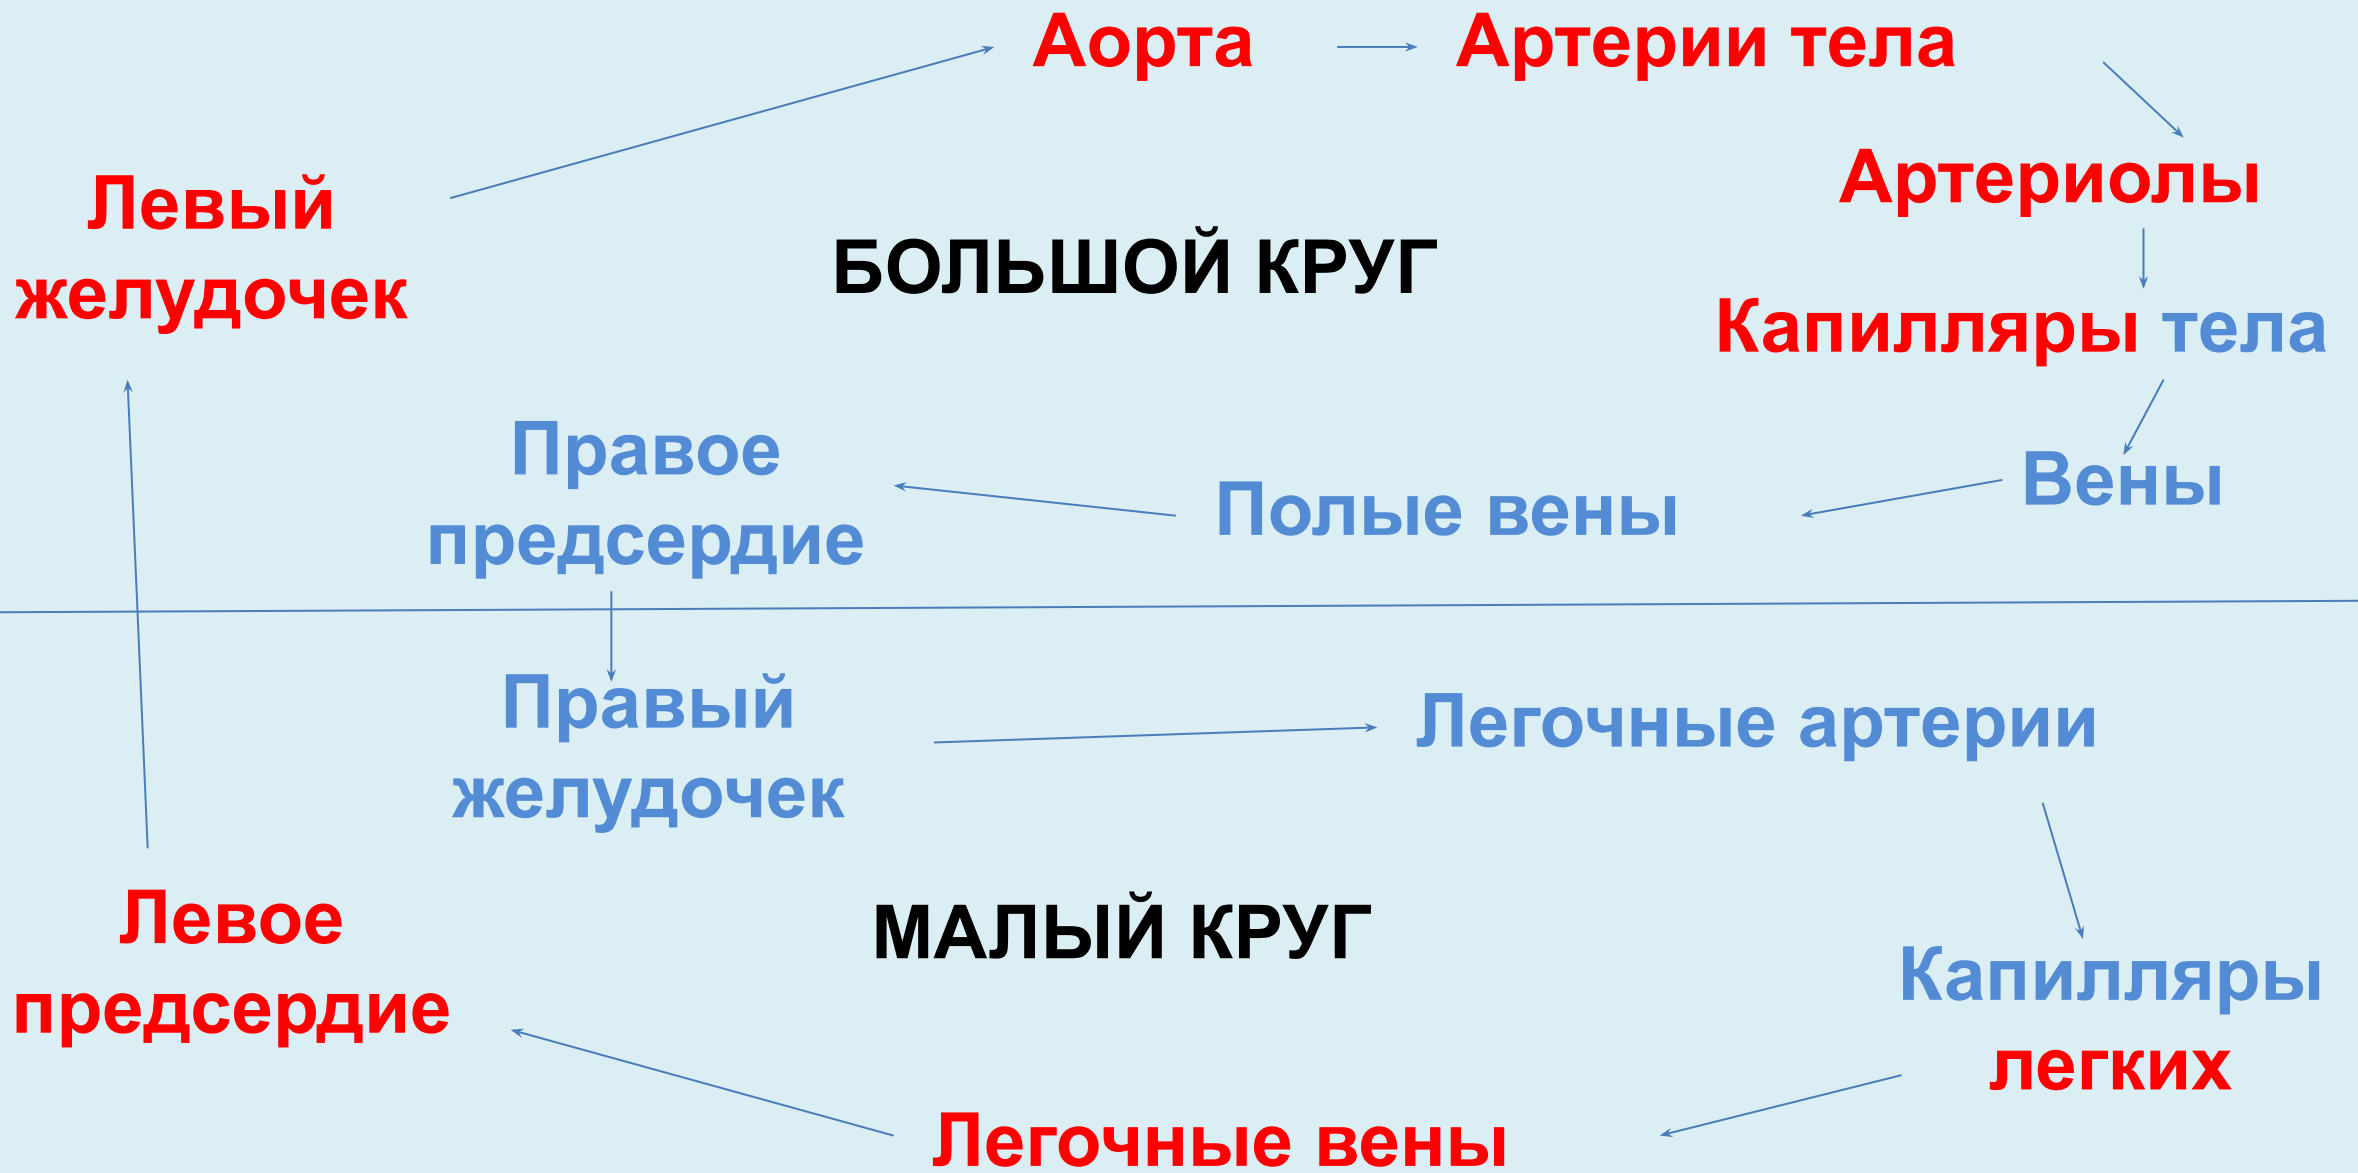 Аорта
Артерии тела
Артериолы
Левый
желудочек
БОЛЬШОЙ КРУГ
Капилляры тела
Правое
предсердие
Полые вены
Вены
Правый
желудочек
Легочные артерии
Левое
предсердие
МАЛЫЙ КРУГ
Капилляры
легких
Легочные вены